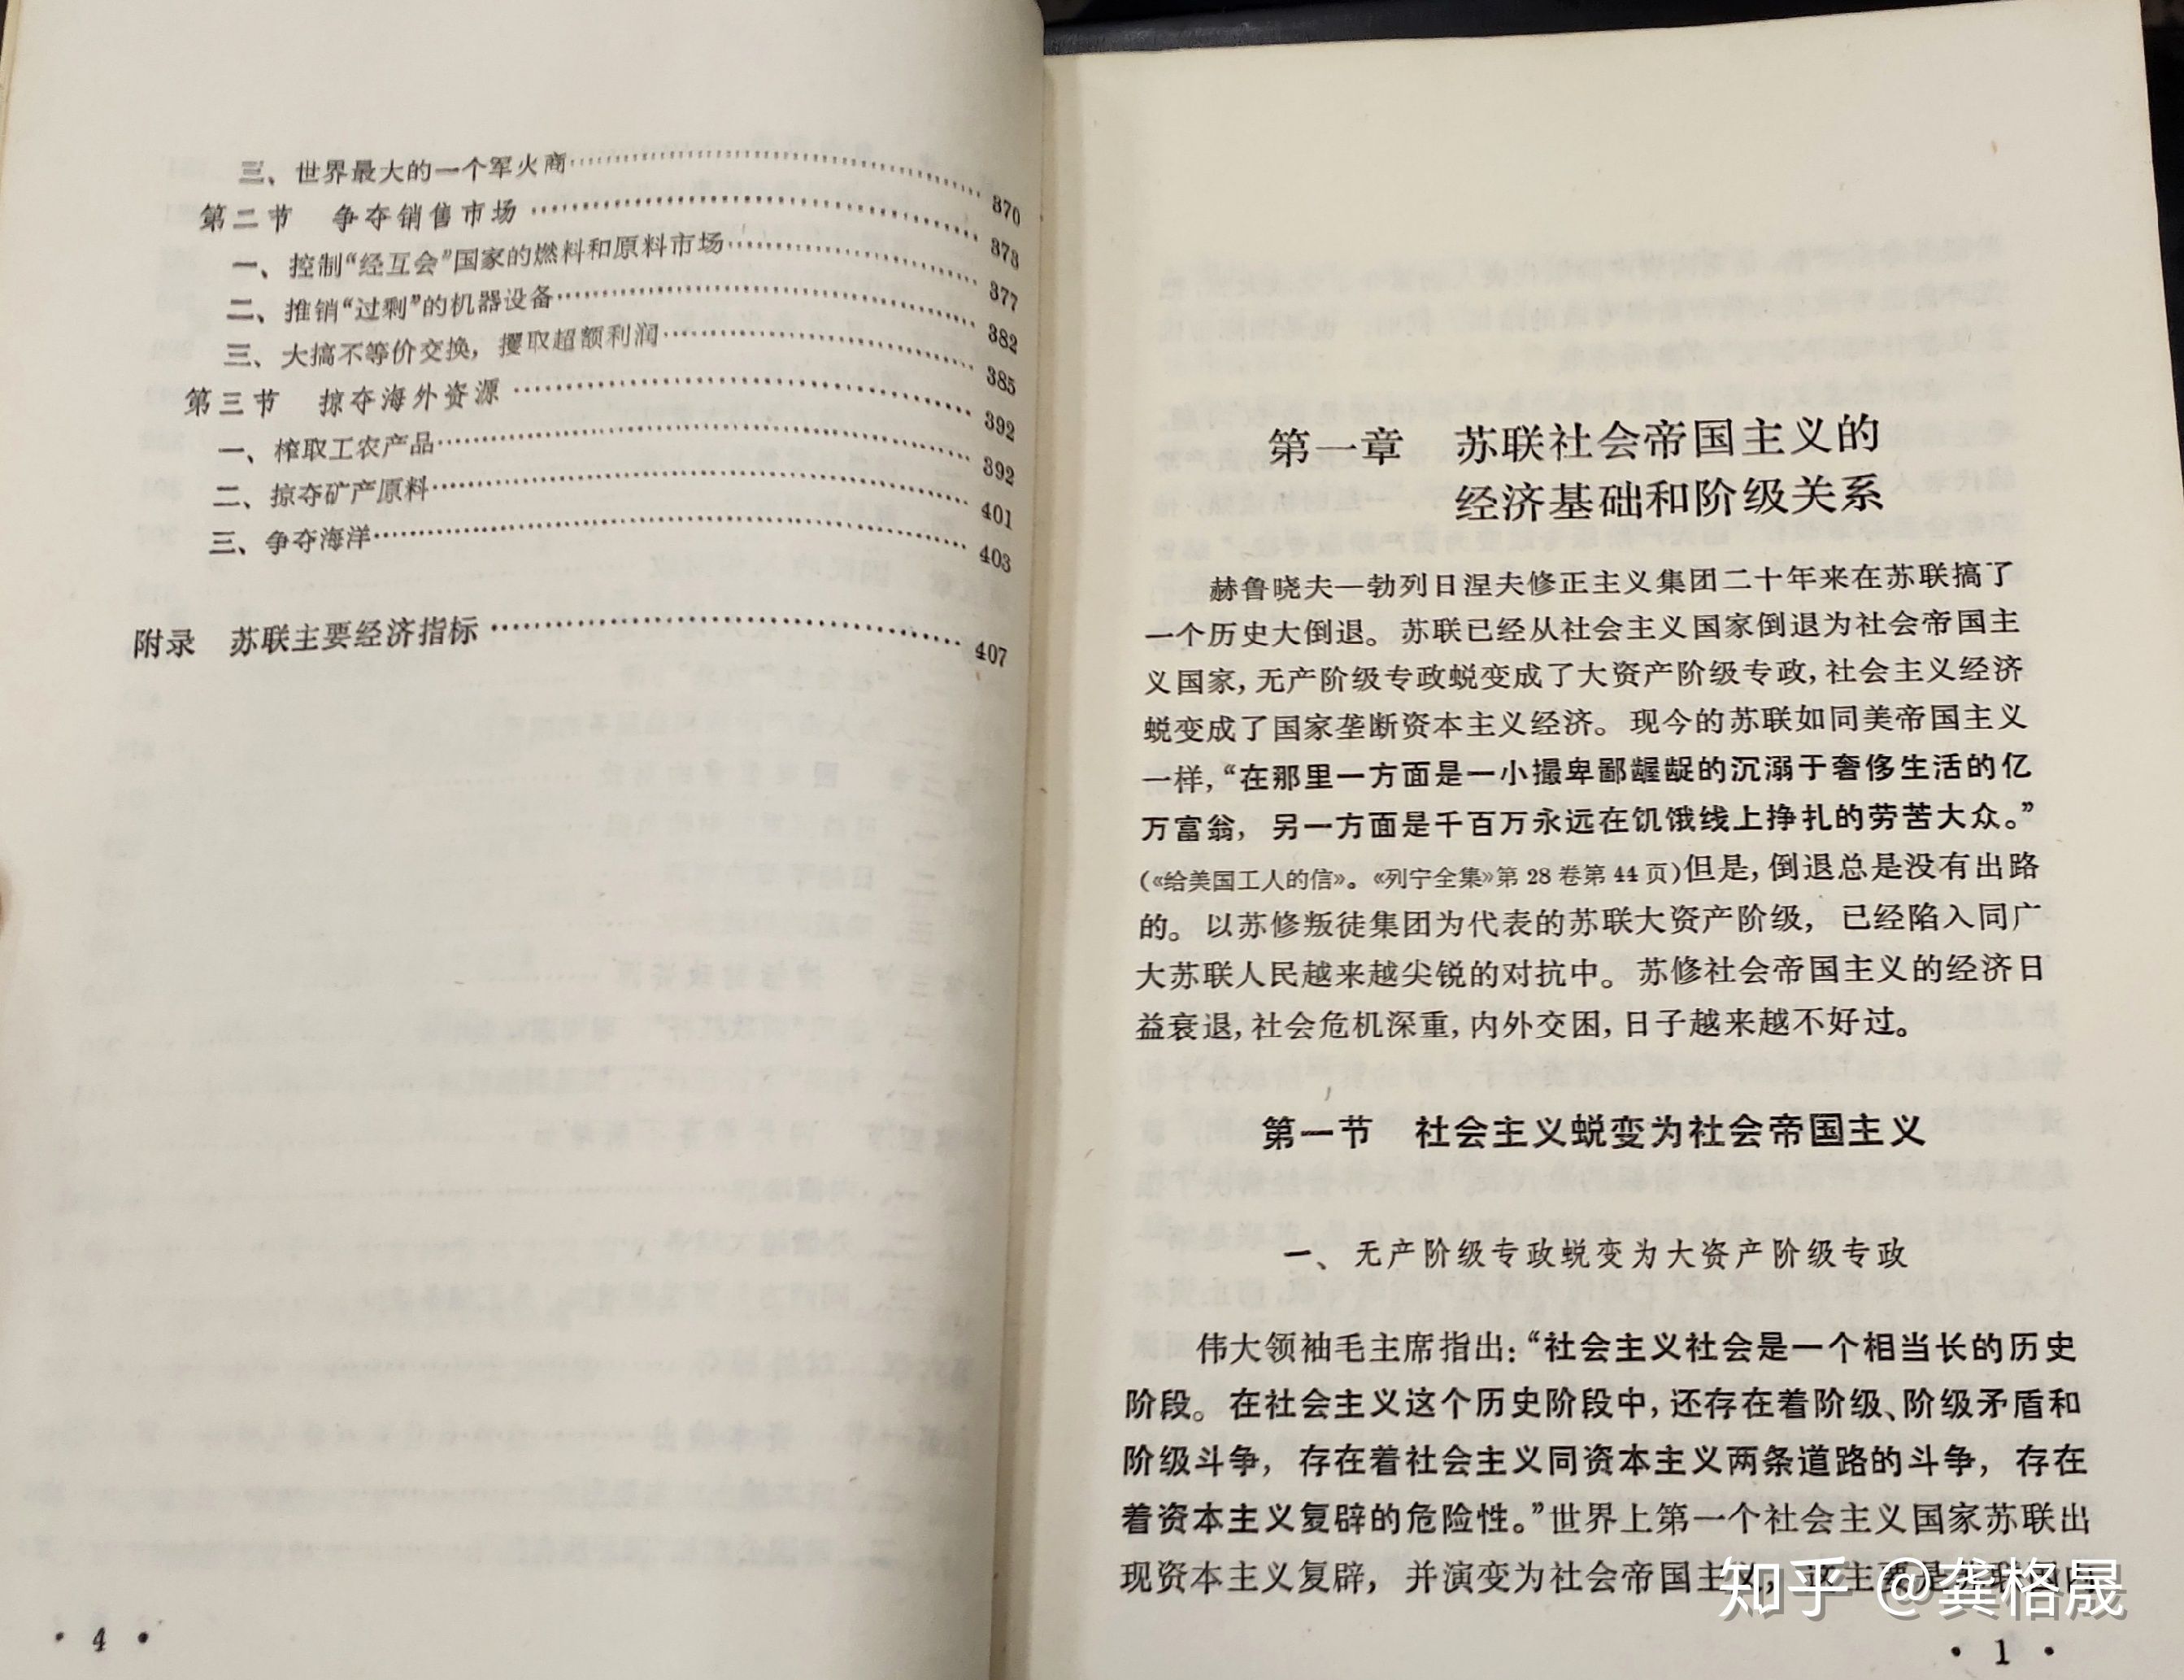 三、世界最大的一个军火商……370
第二节　争夺销售市场……373
一、控制“经互会”国家的燃料和原料市场……377
二、推销“过剩”的机器设备……382
三、大搞不等价交换，攫取超额利润……385
第三节　掠夺海外资源……392
一、榨取工农产品……392
二、掠夺矿产原料……401
三、争夺海洋……403
附录　苏联主要经济指标……407
• 4 •
第一章　苏联社会帝国主义的
经济基础和阶级关系
赫鲁晓夫—勃列日涅夫修正主义集团二十年来在苏联搞了
一个历史大倒退。苏联已经从社会主义国家倒退为社会帝国主
义国家，无产阶级专政蜕变成了大资产阶级专政，社会主义经济
蜕变成了国家垄断资本主义经济。现今的苏联如同美帝国主义
一样，“在那里一方面是一小撮卑鄙龌龊的沉溺于奢侈生活的亿
万富翁，另一方面是千百万永远在饥饿线上挣扎的劳苦大众。”
（《给美国工人的信》。《列宁全集》第 28 卷第 44 页）但是，倒退总是没有出路
的。以苏修叛徒集团为代表的苏联大资产阶级，已经陷入同广
大苏联人民越来越尖锐的对抗中。苏修社会帝国主义的经济日
益衰退，社会危机深重，内外交困，日子越来越不好过。
第一节　社会主义蜕变为社会帝国主义
一、无产阶级专政蜕变为大资产阶级专政
伟大领袖毛主席指出：“社会主义社会是一个相当长的历史
阶段。在社会主义这个历史阶段中，还存在着阶级、阶级矛盾和
阶级斗争，存在着社会主义同资本主义两条道路的斗争，存在
着资本主义复辟的危险性。”世界上第一个社会主义国家苏联出
现资本主义复辟，并演变为社会帝国主义，这主要是苏联国内
知乎 @龚格晟
• 1 •